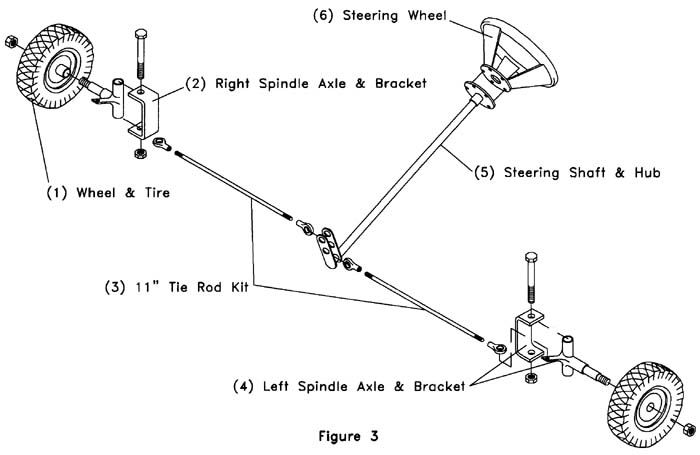 (6) Steering Wheel
(2) Right Spindle Axle & Bracket
(5) Steering Shaft & Hub
(1) Wheel & Tire
(3) 11" Tie Rod Kit
(4) Left Spindle Axle & Bracket
Figure 3